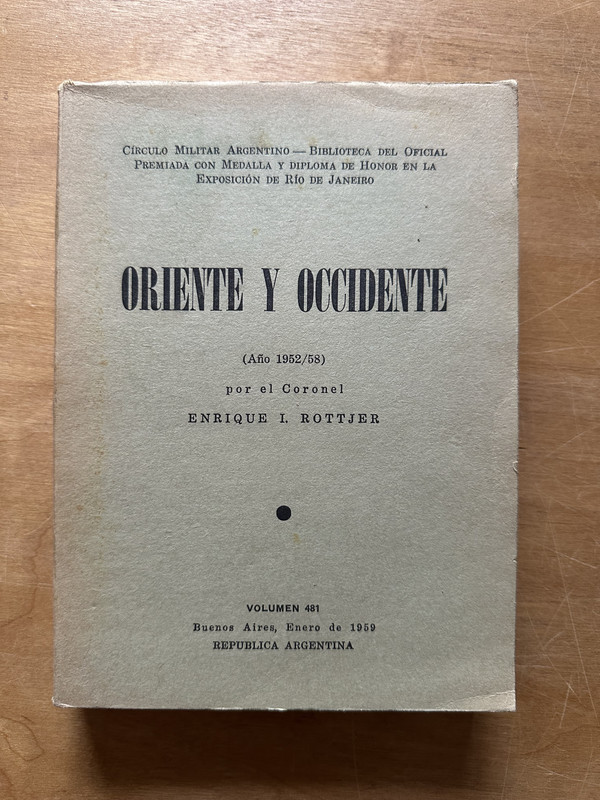 Círculo Militar Argentino — Biblioteca del Oficial
Premiada con Medalla y diploma de Honor en la
Exposición de Río de Janeiro
ORIENTE Y OCCIDENTE
(Año 1952/58)
por el Coronel
ENRIQUE I. ROTTJER
VOLUMEN 481
Buenos Aires, Enero de 1959
REPUBLICA ARGENTINA